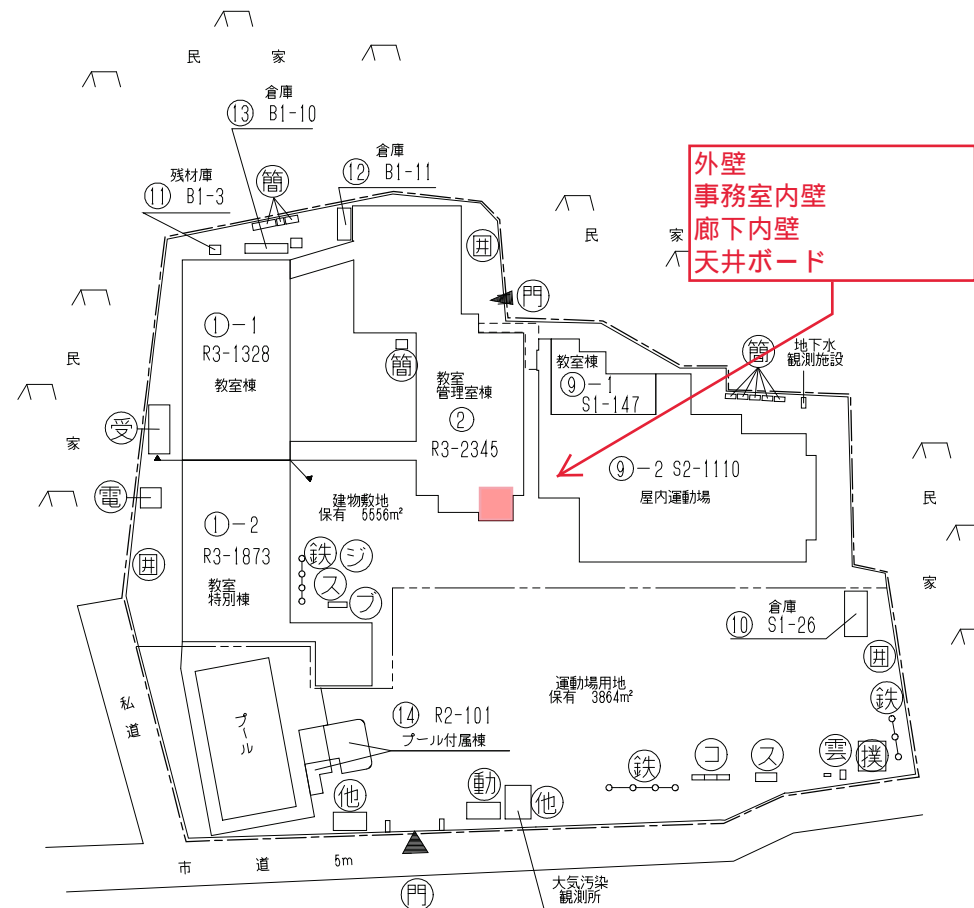 民 家
倉庫
⑬ B1-10
倉庫
⑫ B1-11
残材庫
⑪ B1-3
簡
外壁
事務室内壁
廊下内壁
天井ボード
民 家
囲
門
①-1
R3-1328
教室棟
簡
教室
管理室棟
②
R3-2345
教室棟
⑨-1
S1-147
簡
地下水
観測施設
民
家
受
電
⑨-2 S2-1110
屋内運動場
建物敷地
保有 5556m²
①-2
R3-1873
教室
特別棟
囲
鉄
ジ
ス
ブ
民
家
倉庫
⑩ S1-26
囲
鉄
運動場用地
保有 3864m²
私道
プール
⑭ R2-101
プール付属棟
鉄
コ
ス
雲
撲
他
動
他
市 道 5m
門
大気汚染
観測所